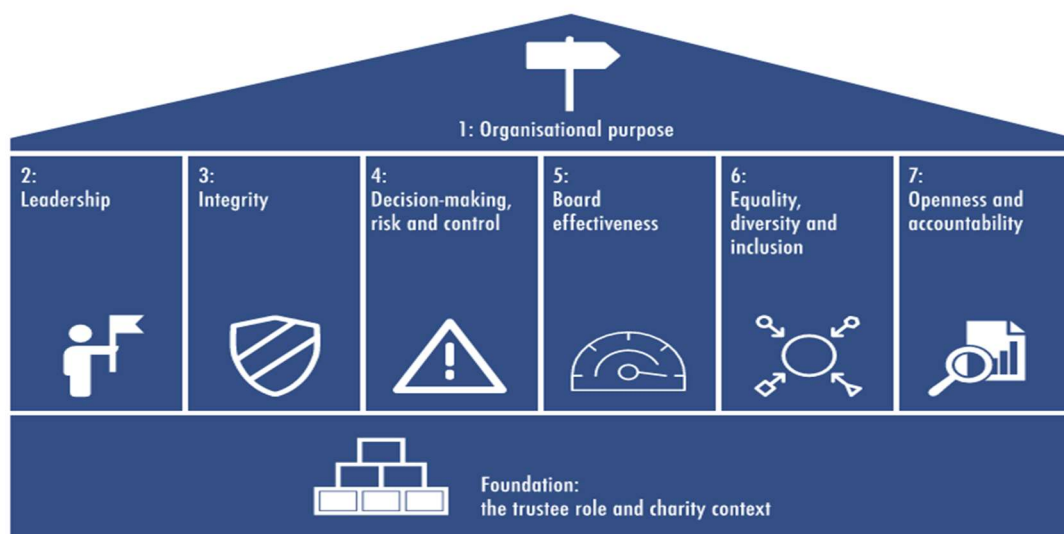 1: Organisational purpose
2:
Leadership
3:
Integrity
4:
Decision-making,
risk and control
5:
Board
effectiveness
6:
Equality,
diversity and
inclusion
7:
Openness and
accountability
Foundation:
the trustee role and charity context